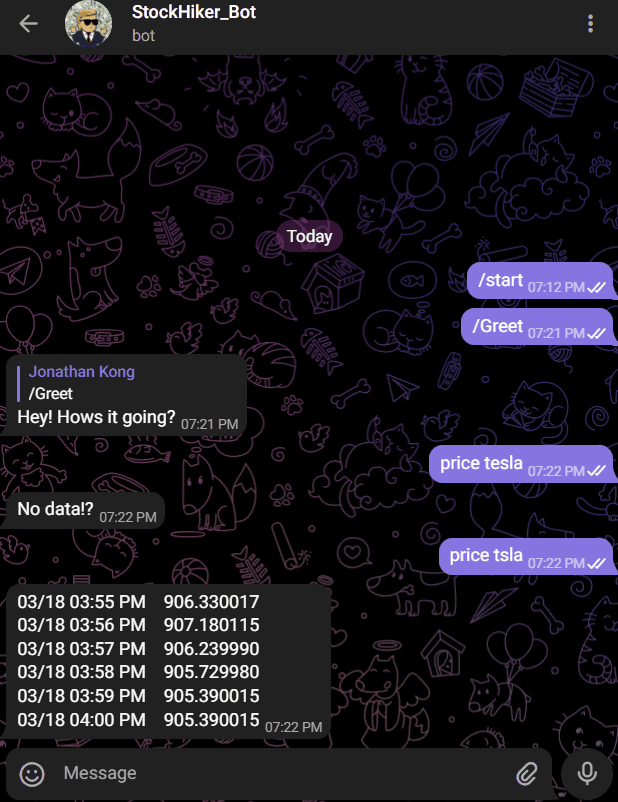 StockHiker_Bot
bot
Today
/start 07:12 PM
/Greet 07:21 PM
Jonathan Kong
/Greet
Hey! Hows it going? 07:21 PM
price tesla 07:22 PM
No data!? 07:22 PM
price tsla 07:22 PM
03/18 03:55 PM 906.330017
03/18 03:56 PM 907.180115
03/18 03:57 PM 906.239990
03/18 03:58 PM 905.729980
03/18 03:59 PM 905.390015
03/18 04:00 PM 905.390015 07:22 PM
Message